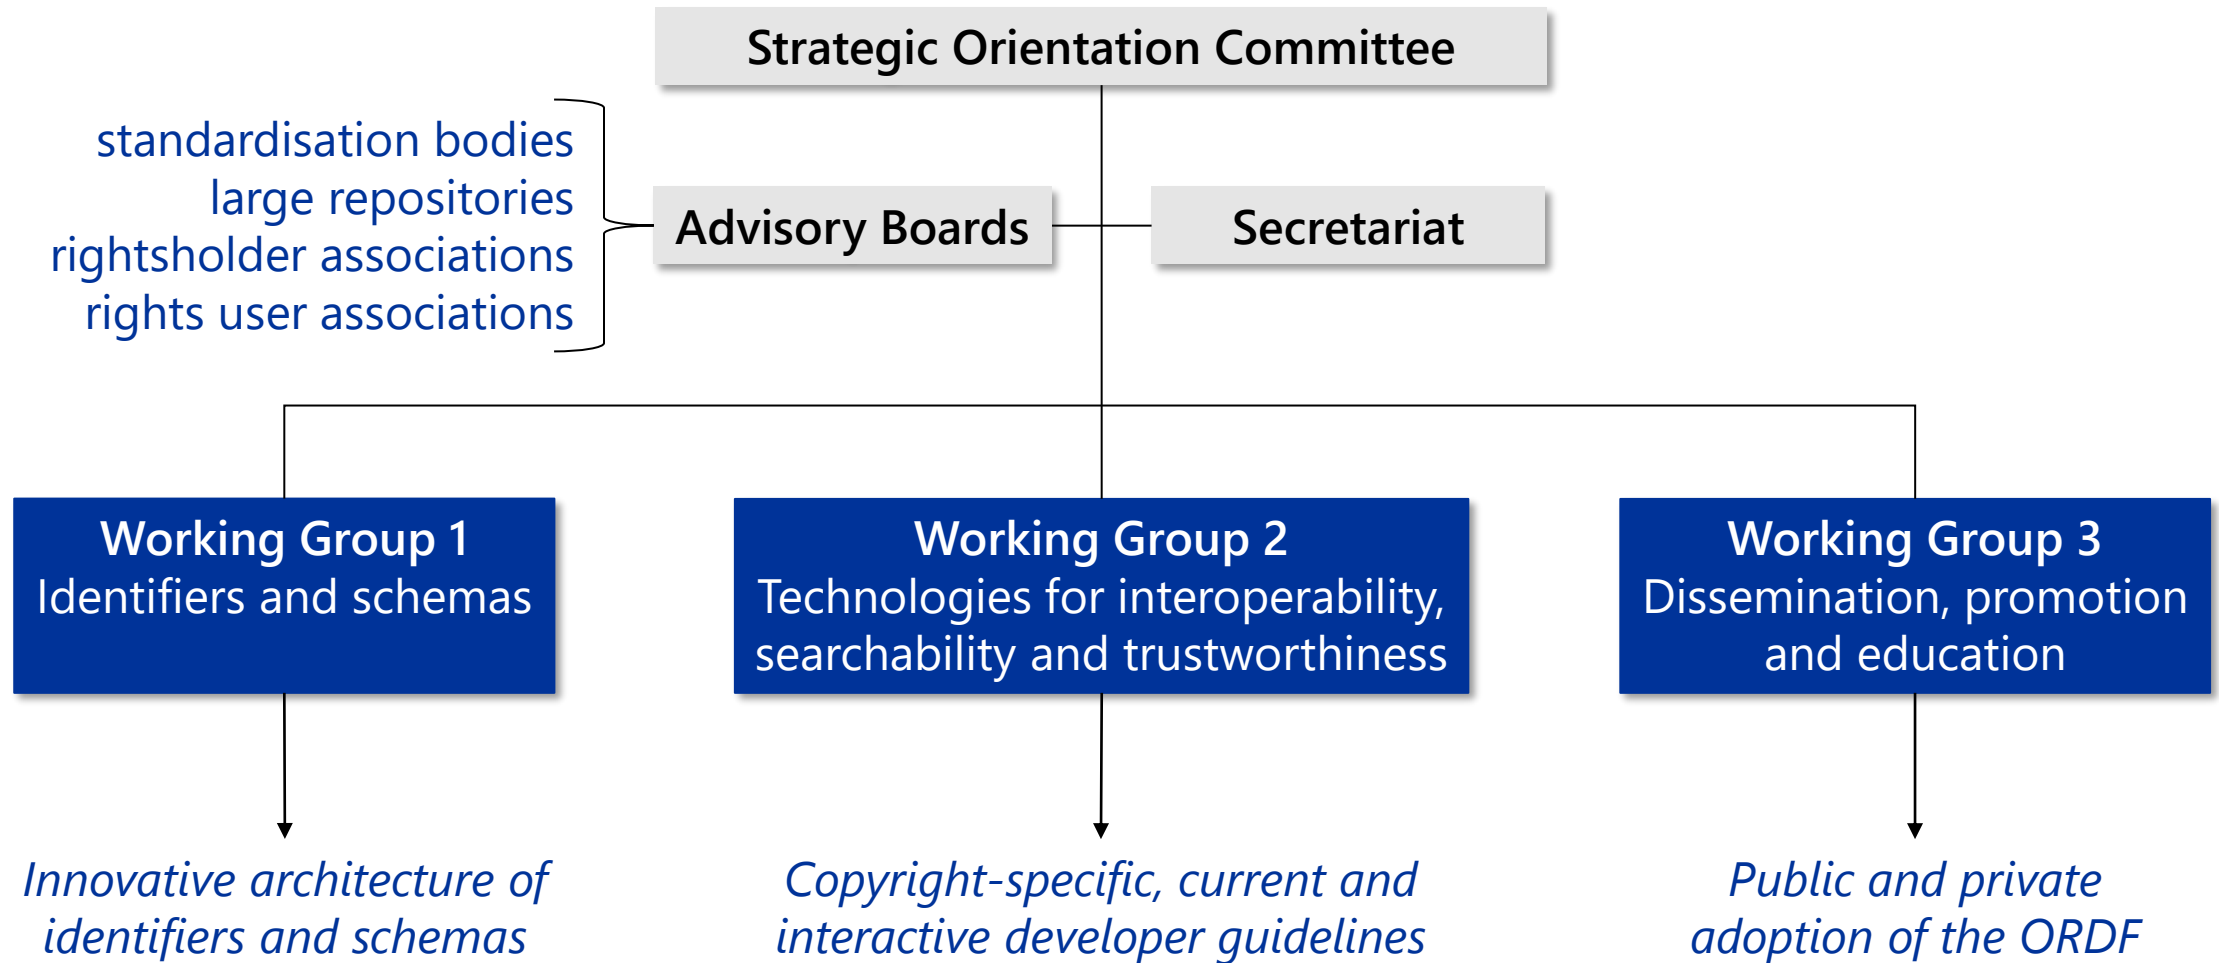 Strategic Orientation Committee
standardisation bodies
large repositories
rightsholder associations
rights user associations
Advisory Boards
Secretariat
Working Group 1
Identifiers and schemas
Working Group 2
Technologies for interoperability,
searchability and trustworthiness
Working Group 3
Dissemination, promotion
and education
Innovative architecture of
identifiers and schemas
Copyright-specific, current and
interactive developer guidelines
Public and private
adoption of the ORDF